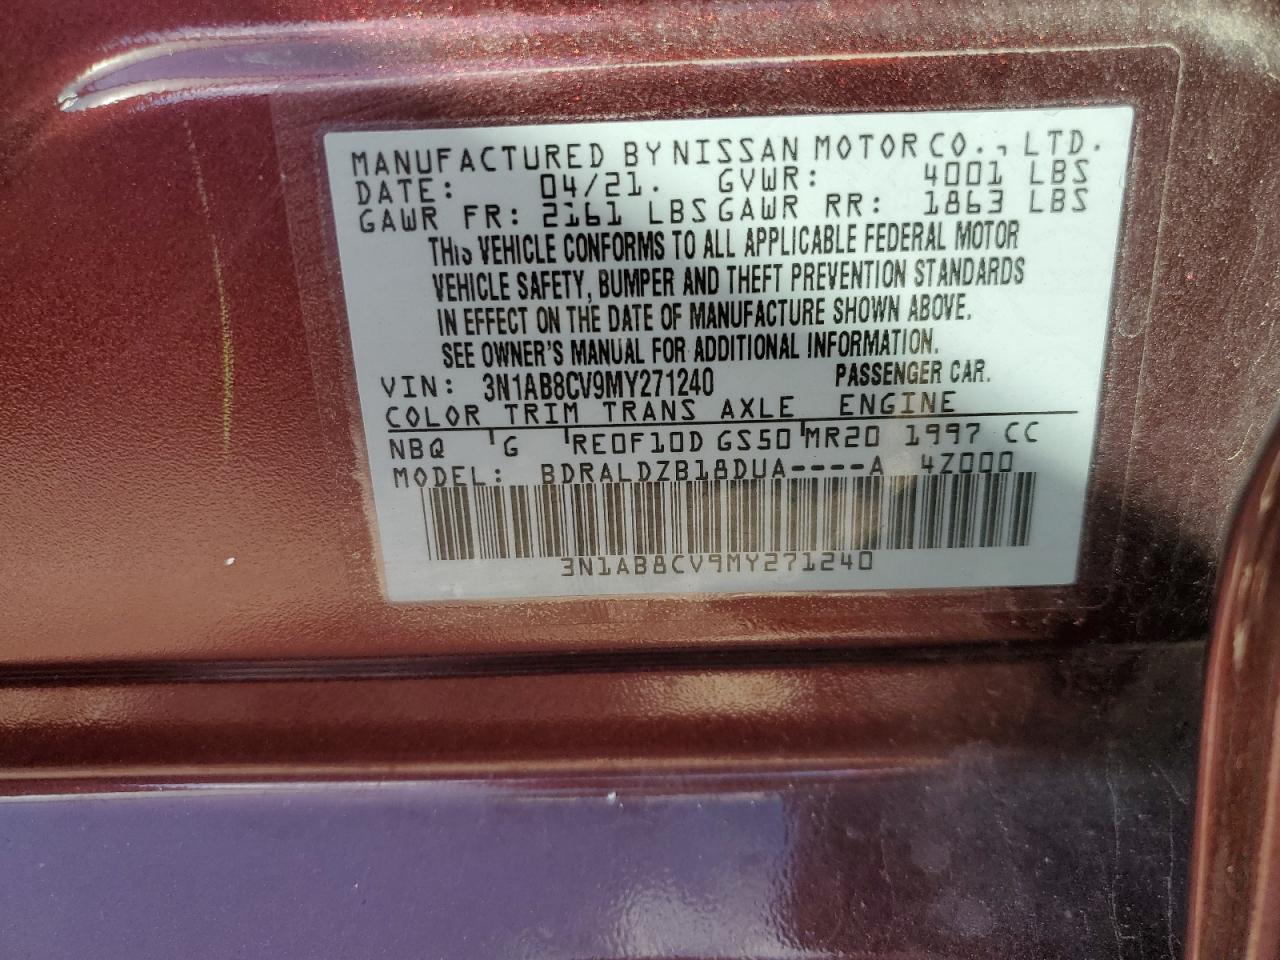 MANUFACTURED BY NISSAN MOTOR CO., LTD.
DATE: 04/21. GVWR: 4001 LBS
GAWR FR: 2161 LBS GAWR RR: 1863 LBS
THIS VEHICLE CONFORMS TO ALL APPLICABLE FEDERAL MOTOR
VEHICLE SAFETY, BUMPER AND THEFT PREVENTION STANDARDS
IN EFFECT ON THE DATE OF MANUFACTURE SHOWN ABOVE.
SEE OWNER'S MANUAL FOR ADDITIONAL INFORMATION.
VIN: 3N1AB8CV9MY271240 PASSENGER CAR.
COLOR TRIM TRANS AXLE ENGINE
NBQ G RE0F10D GS50 MR20 1997 CC
MODEL: BDRALDZB18DUA----A 4Z000
3N1AB8CV9MY271240